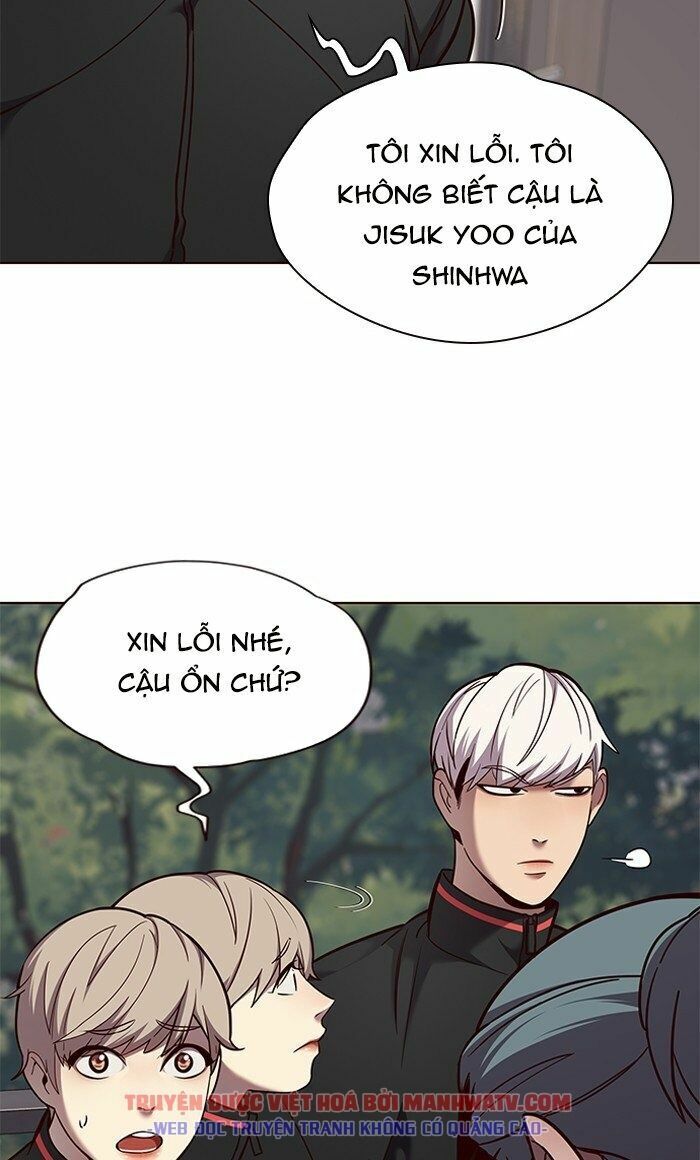 TÔI XIN LỖI. TÔI
KHÔNG BIẾT CẬU LÀ
JISUK YOO CỦA
SHINHWA
XIN LỖI NHÉ,
CẬU ỔN CHỨ?
TRUYỆN ĐƯỢC VIỆT HOÁ BỞI MANHWATV.COM
-WEB ĐỌC TRUYỆN TRANH KHÔNG CÓ QUẢNG CÁO-